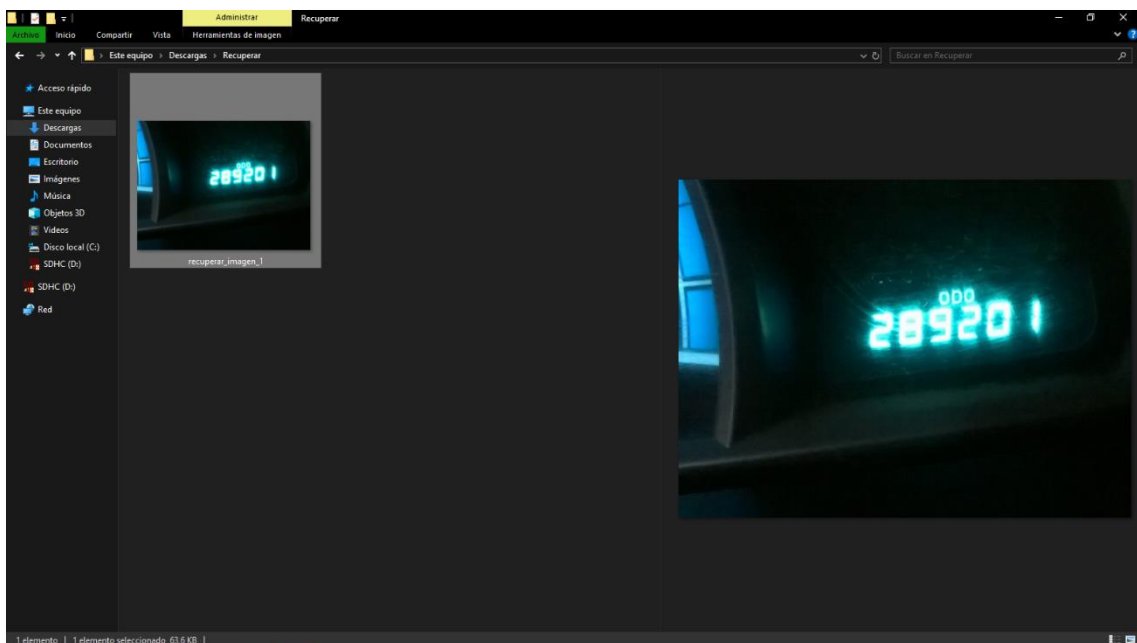 Administrar
Recuperar
Archivo Inicio Compartir Vista Herramientas de imagen
Este equipo › Descargas › Recuperar
Buscar en Recuperar
Acceso rápido
Este equipo
Descargas
Documentos
Escritorio
Imágenes
Música
Objetos 3D
Videos
Disco local (C:)
SDHC (D:)
SDHC (D:)
Red
ODO
289201
recuperar_imagen_1
ODO
289201
1 elemento | 1 elemento seleccionado 63.6 KB |